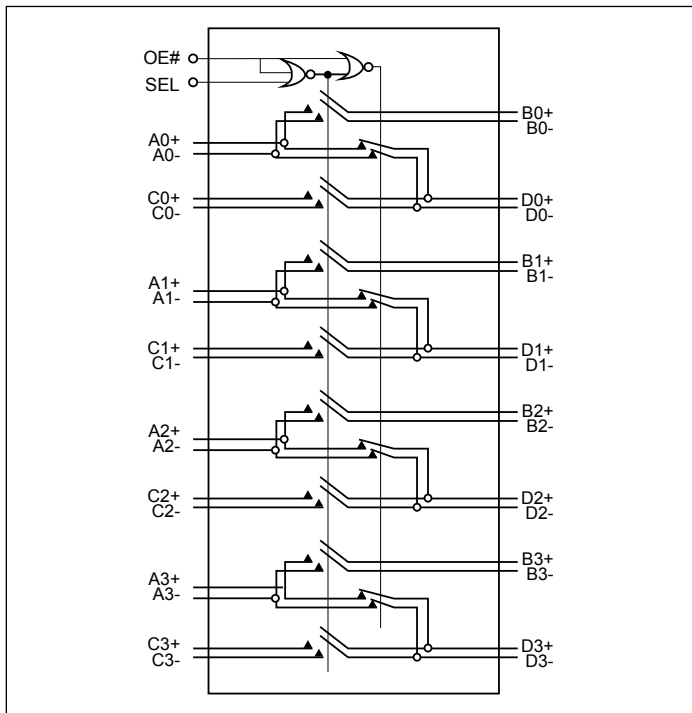 OE#
SEL
B0+
B0-
A0+
A0-
C0+
C0-
D0+
D0-
B1+
B1-
A1+
A1-
C1+
C1-
D1+
D1-
B2+
B2-
A2+
A2-
C2+
C2-
D2+
D2-
B3+
B3-
A3+
A3-
C3+
C3-
D3+
D3-